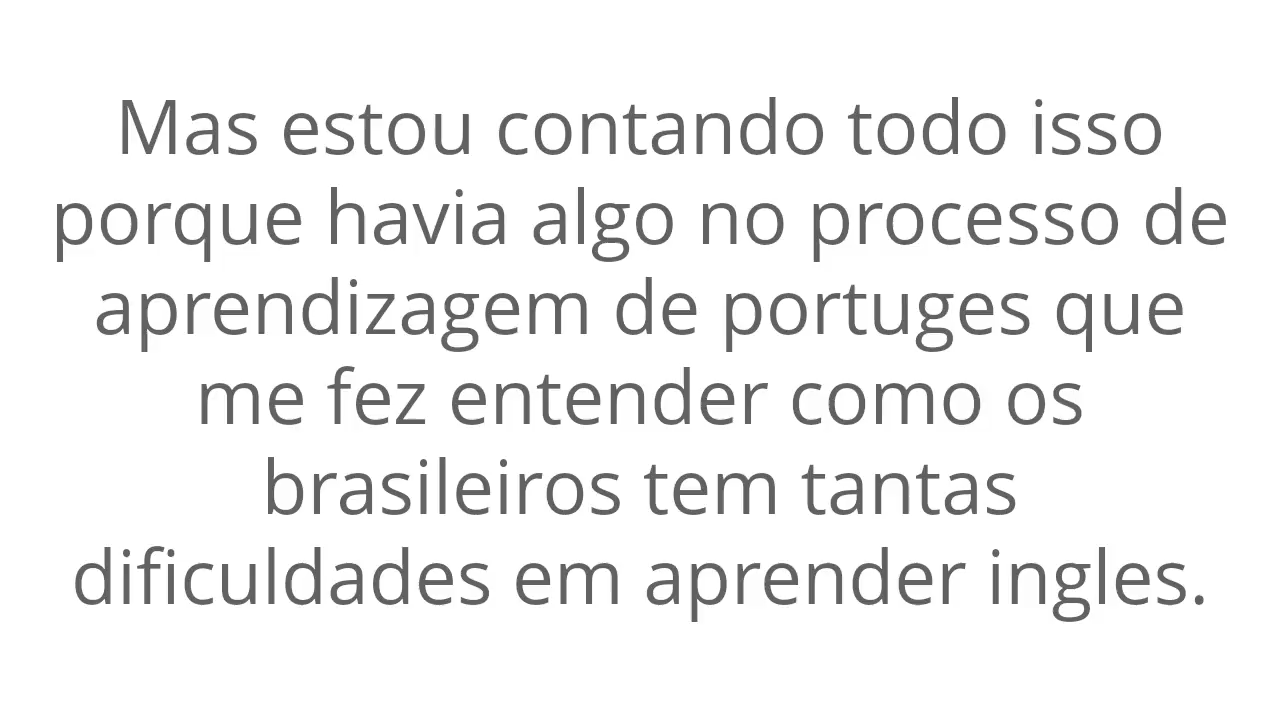 Mas estou contando todo isso
porque havia algo no processo de
aprendizagem de portuges que
me fez entender como os
brasileiros tem tantas
dificuldades em aprender ingles.